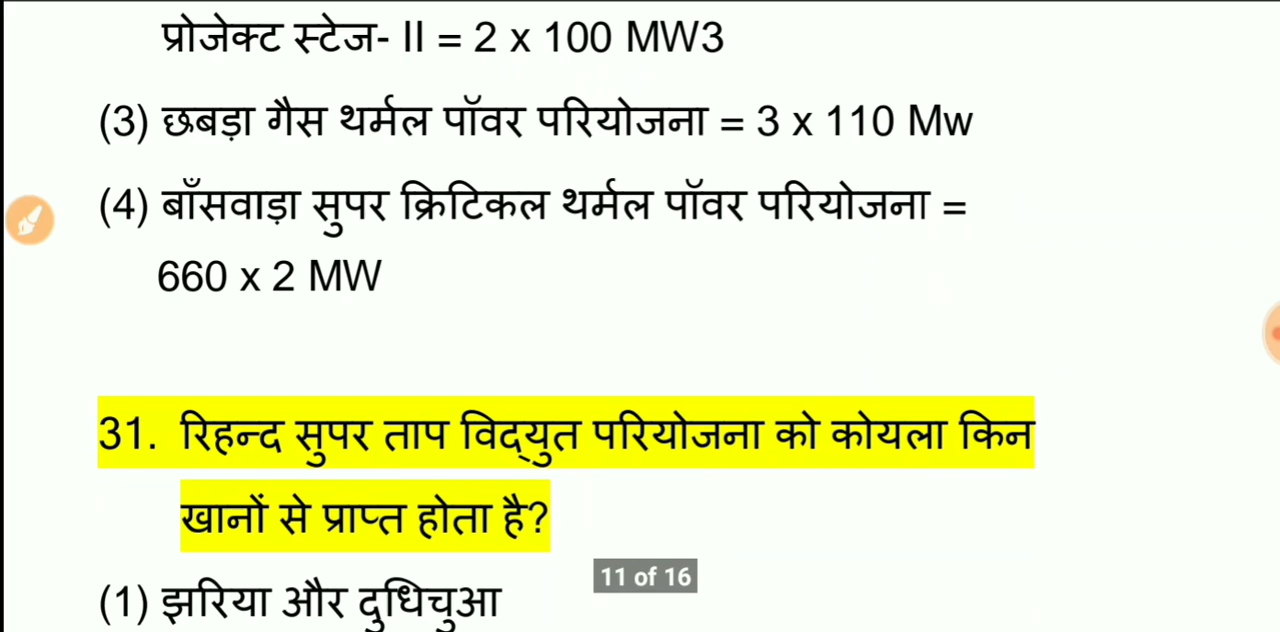 प्रोजेक्ट स्टेज- II = 2 x 100 MW3
(3) छबड़ा गैस थर्मल पॉवर परियोजना = 3 x 110 Mw
(4) बाँसवाड़ा सुपर क्रिटिकल थर्मल पॉवर परियोजना =
660 x 2 MW
31. रिहन्द सुपर ताप विद्युत परियोजना को कोयला किन
खानों से प्राप्त होता है?
11 of 16
(1) झरिया और दुधिचुआ